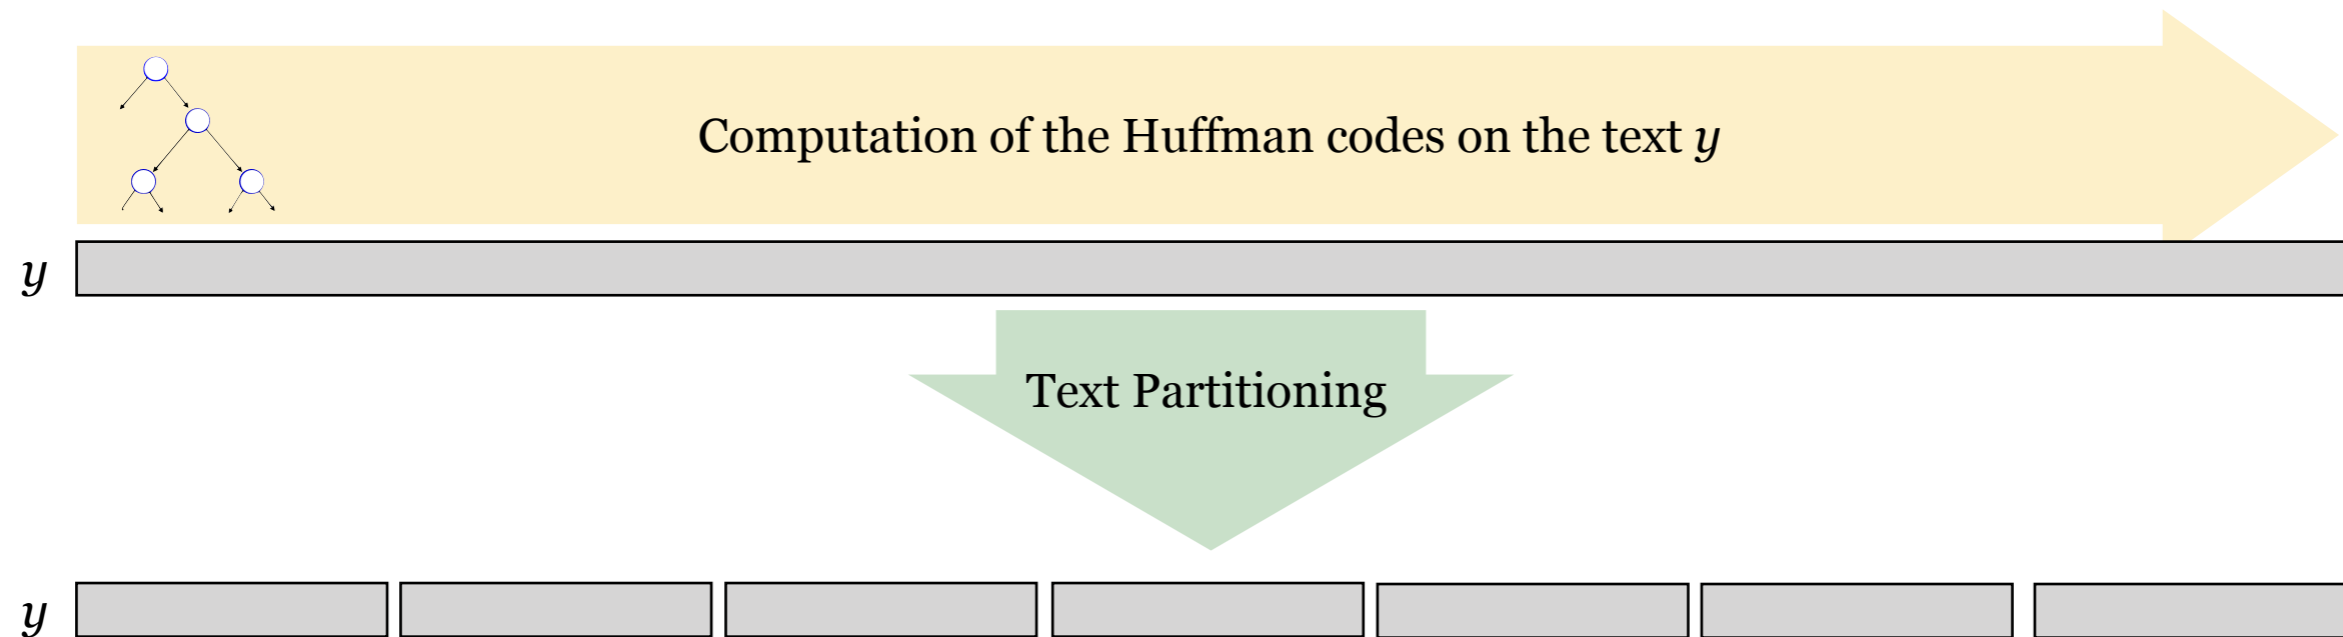 Computation of the Huffman codes on the text y
y
Text Partitioning
y